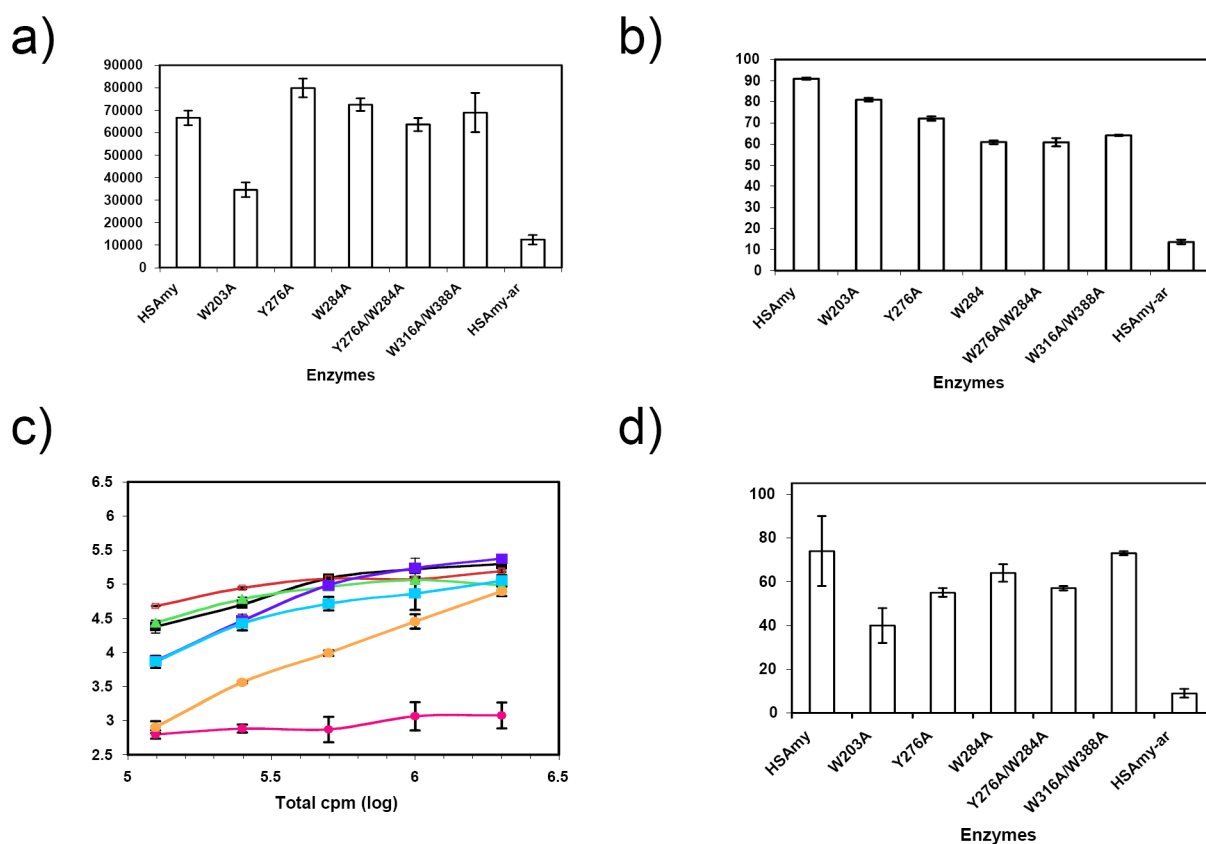 a)
90000
80000
70000
60000
50000
40000
30000
20000
10000
0
HSAmy
W203A
Y276A
W284A
Y276A/W284A
W316A/W388A
HSAmy-ar
Enzymes
b)
100
90
80
70
60
50
40
30
20
10
0
HSAmy
W203A
Y276A
W284
W276A/W284A
W316A/W388A
HSAmy-ar
Enzymes
c)
6.5
6
5.5
5
4.5
4
3.5
3
2.5
5 5.5 6 6.5
Total cpm (log)
d)
100
80
60
40
20
0
HSAmy
W203A
Y276A
W284A
Y276A/W284A
W316A/W388A
HSAmy-ar
Enzymes